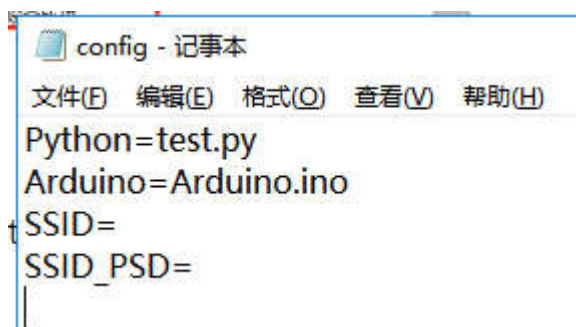 config - 记事本
文件(F) 编辑(E) 格式(O) 查看(V) 帮助(H)
Python=test.py
Arduino=Arduino.ino
SSID=
SSID_PSD=